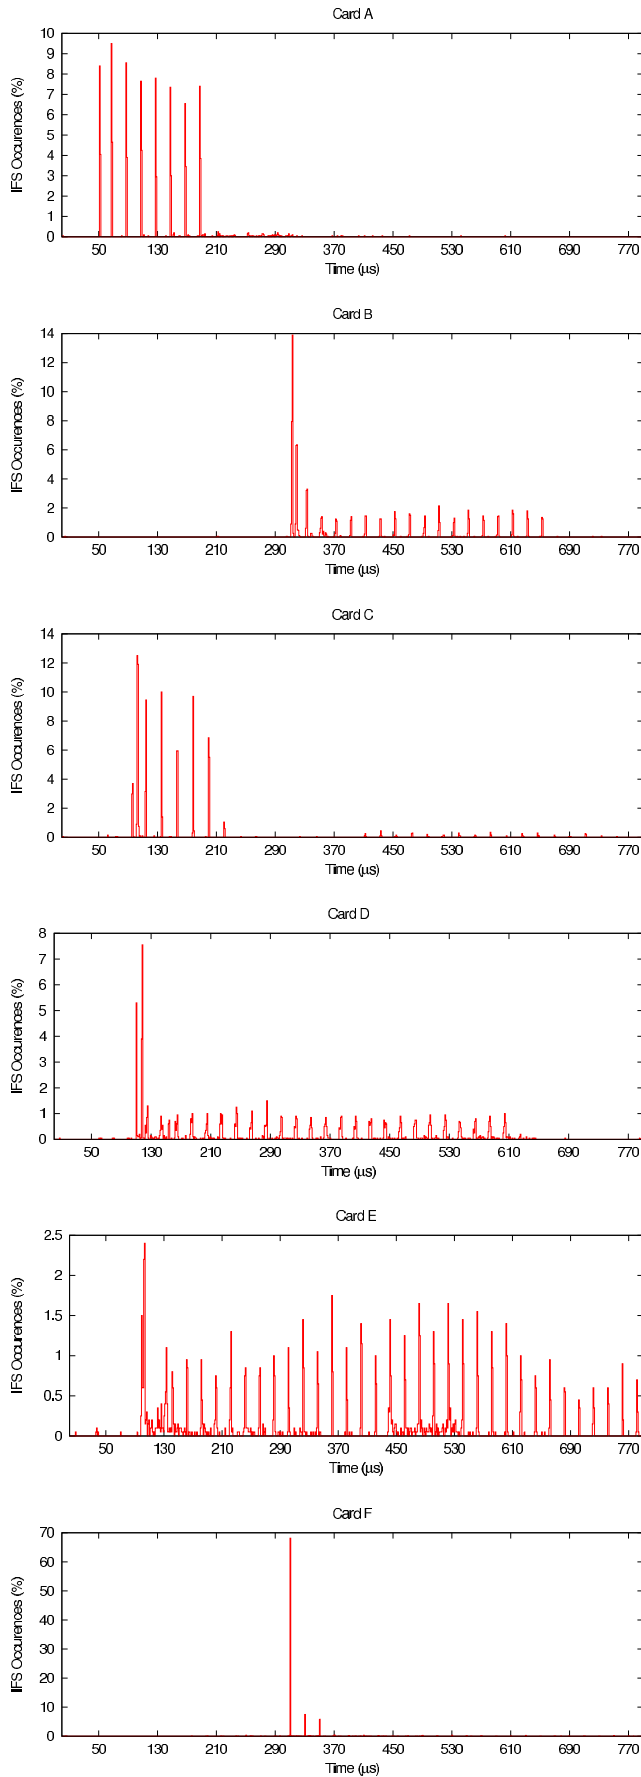 Card A
10
9
8
7
6
5
4
3
2
1
0
IFS Occurences (%)
50 130 210 290 370 450 530 610 690 770
Time (µs)
Card B
14
12
10
8
6
4
2
0
IFS Occurences (%)
50 130 210 290 370 450 530 610 690 770
Time (µs)
Card C
14
12
10
8
6
4
2
0
IFS Occurences (%)
50 130 210 290 370 450 530 610 690 770
Time (µs)
Card D
8
7
6
5
4
3
2
1
0
IFS Occurences (%)
50 130 210 290 370 450 530 610 690 770
Time (µs)
Card E
2.5
2
1.5
1
0.5
0
IFS Occurences (%)
50 130 210 290 370 450 530 610 690 770
Time (µs)
Card F
70
60
50
40
30
20
10
0
IFS Occurences (%)
50 130 210 290 370 450 530 610 690 770
Time (µs)